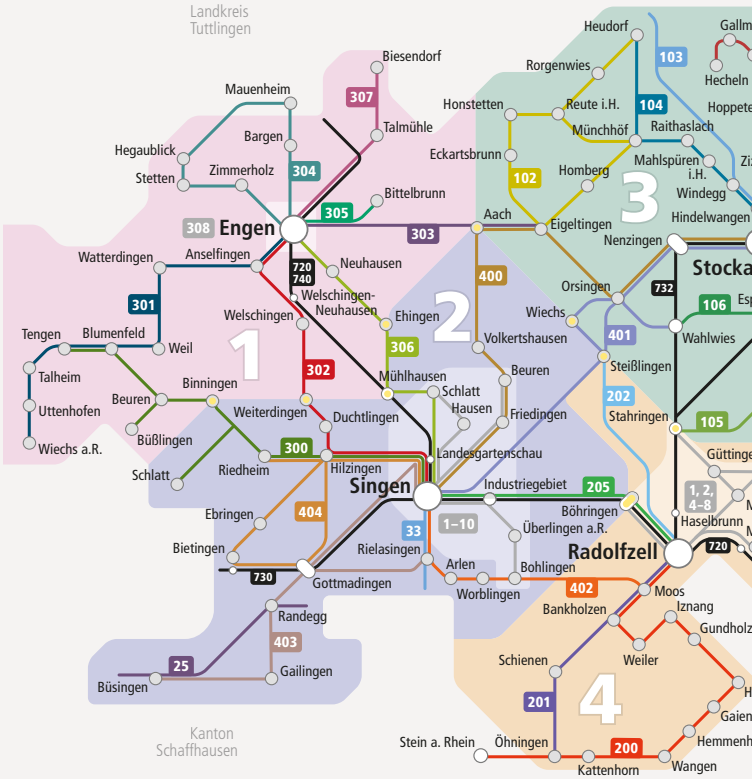 Landkreis
Tuttlingen
Heudorf
Gallm
Biesendorf
103
Rorgenwies
Hecheln
Mauenheim
307
Honstetten
Reute i.H.
104
Hoppete
Talmühle
Münchhöf
Raithaslach
Bargen
Hegaublick
Eckartsbrunn
Mahlspüren
i.H.
Zi
Stetten
Zimmerholz
304
102
Homberg
3
Windegg
Bittelbrunn
305
Aach
Hindelwangen
308
Engen
303
Eigeltingen
Nenzingen
Anselfingen
Stocka
Watterdingen
720
740
Neuhausen
400
Orsingen
732
301
Welschingen-
Neuhausen
106
Esp
Welschingen
Ehingen
2
Wiechs
401
Wahlwies
Tengen
Blumenfeld
1
306
Volkertshausen
Weil
Steißlingen
Talheim
302
Mühlhausen
Beuren
202
Binningen
Schlatt
Beuren
Hausen
Stahringen
105
Uttenhofen
Weiterdingen
Friedingen
Büßlingen
Duchtlingen
Wiechs a.R.
300
Landesgartenschau
Güttinge
Schlatt
Riedheim
Hilzingen
Singen
Industriegebiet
205
1, 2,
4–8
M
404
1–10
Böhringen
Haselbrunn
Ebringen
33
Überlingen a.R.
M
Bietingen
Rielasingen
Radolfzell
720
730
Arlen
Bohlingen
Gottmadingen
Worblingen
402
Moos
Bankholzen
Iznang
Randegg
Gundholz
403
Weiler
Schienen
25
Gailingen
H
Büsingen
201
4
Gaien
Kanton
Schaffhausen
Stein a. Rhein
Öhningen
200
Hemmenh
Kattenhorn
Wangen